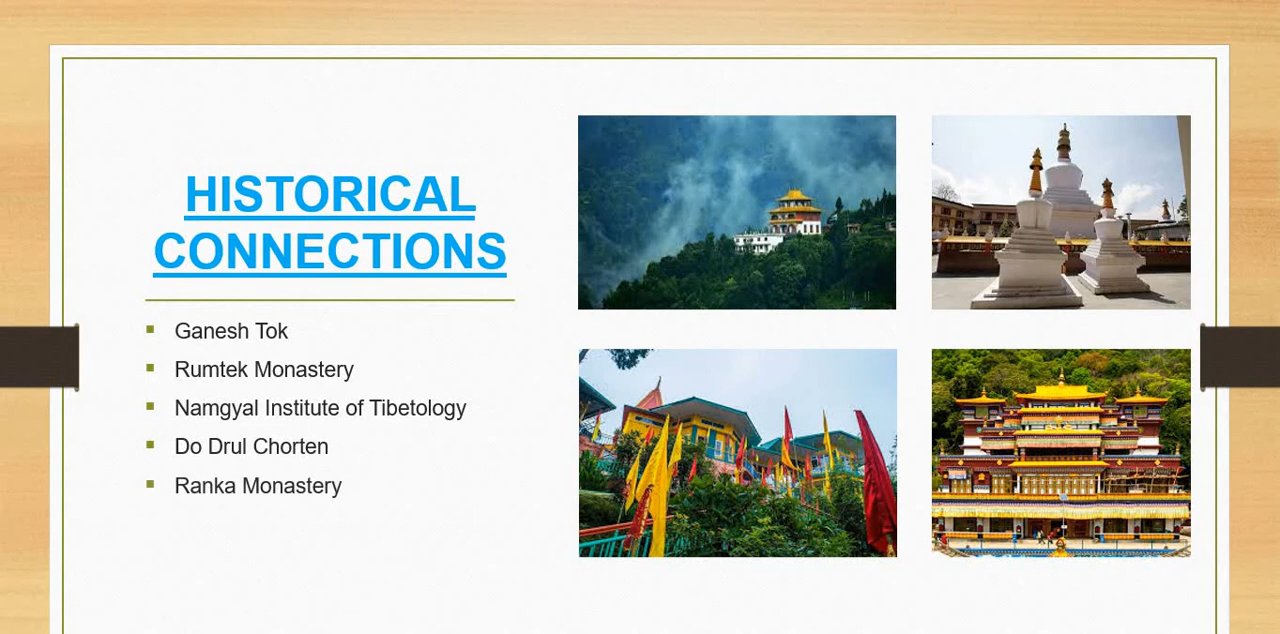 HISTORICAL
CONNECTIONS
Ganesh Tok
Rumtek Monastery
Namgyal Institute of Tibetology
Do Drul Chorten
Ranka Monastery